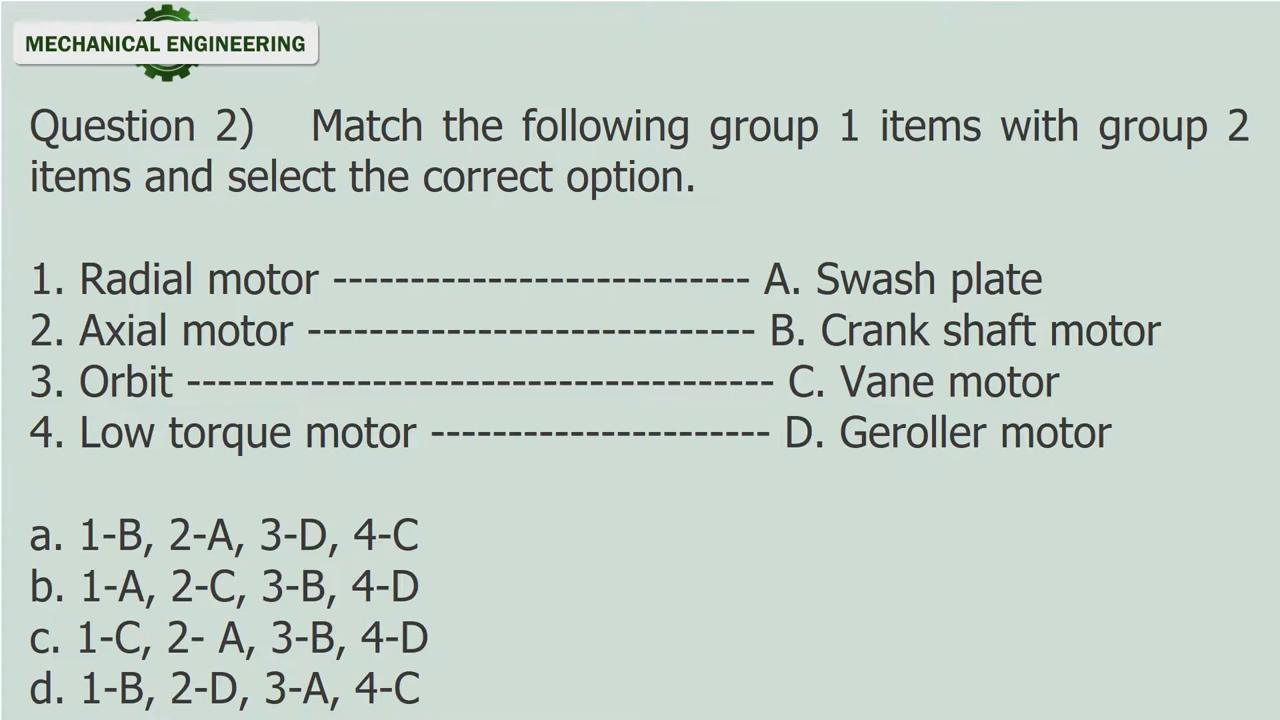 MECHANICAL ENGINEERING
Question 2) Match the following group 1 items with group 2
items and select the correct option.
1. Radial motor --------------------------- A. Swash plate
2. Axial motor ----------------------------- B. Crank shaft motor
3. Orbit -------------------------------------- C. Vane motor
4. Low torque motor ---------------------- D. Geroller motor
a. 1-B, 2-A, 3-D, 4-C
b. 1-A, 2-C, 3-B, 4-D
c. 1-C, 2- A, 3-B, 4-D
d. 1-B, 2-D, 3-A, 4-C